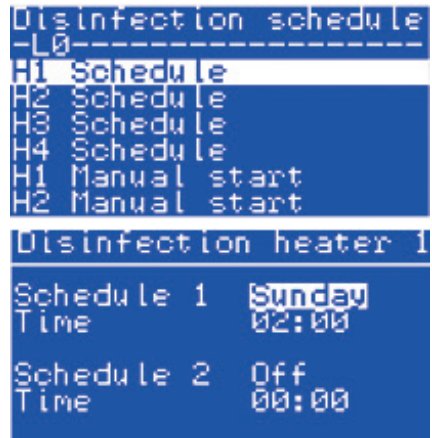 Disinfection schedule
-L0------------------
H1 Schedule
H2 Schedule
H3 Schedule
H4 Schedule
H1 Manual start
H2 Manual start
Disinfection heater 1
Schedule 1 Sunday
Time 02:00
Schedule 2 Off
Time 00:00